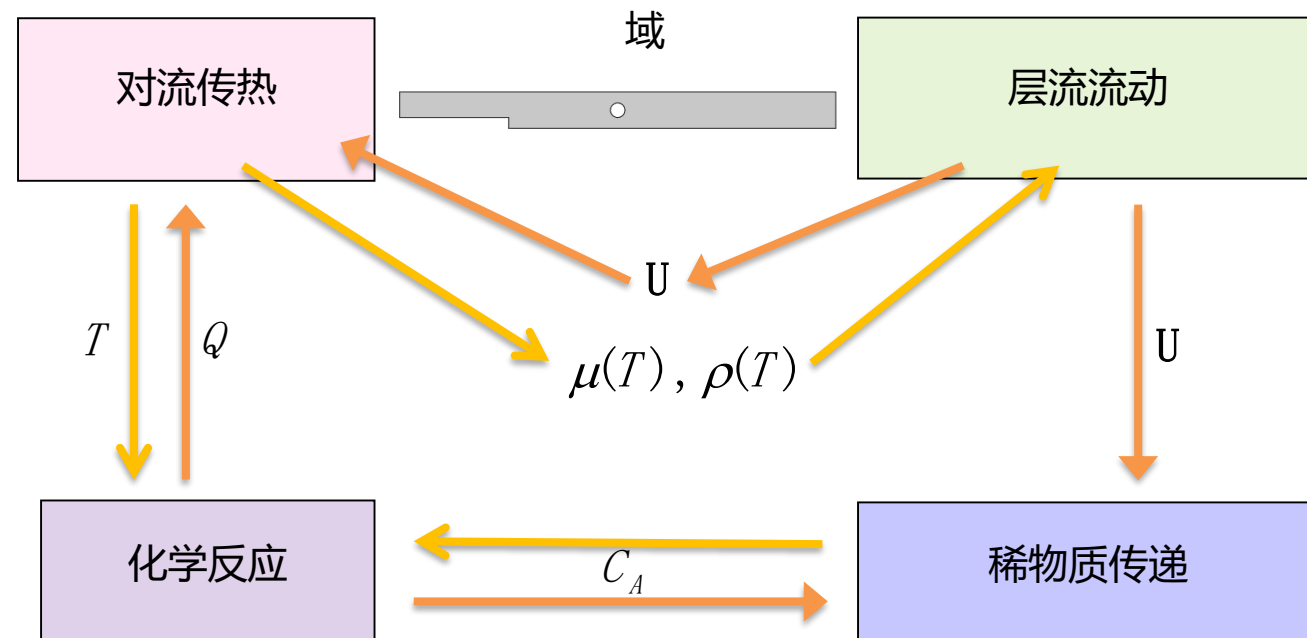 域
对流传热
层流流动
U
T
Q
μ(T), ρ(T)
U
化学反应
C_A
稀物质传递